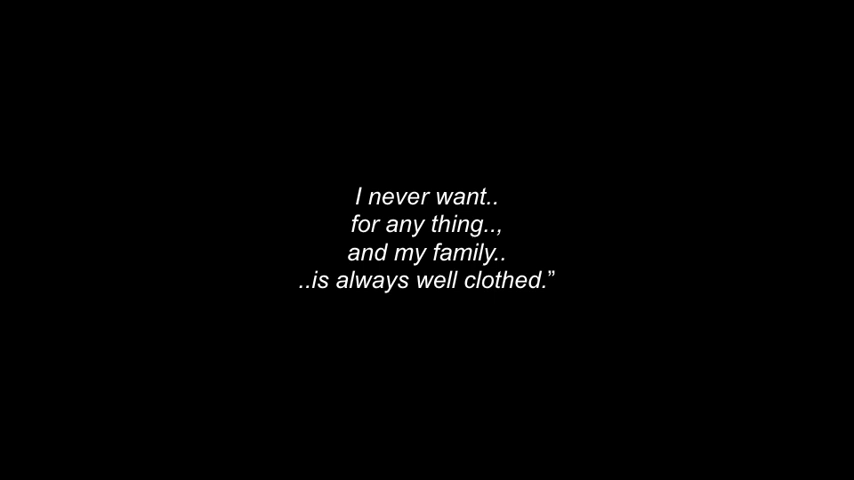 I never want..
for any thing..,
and my family..
..is always well clothed.”